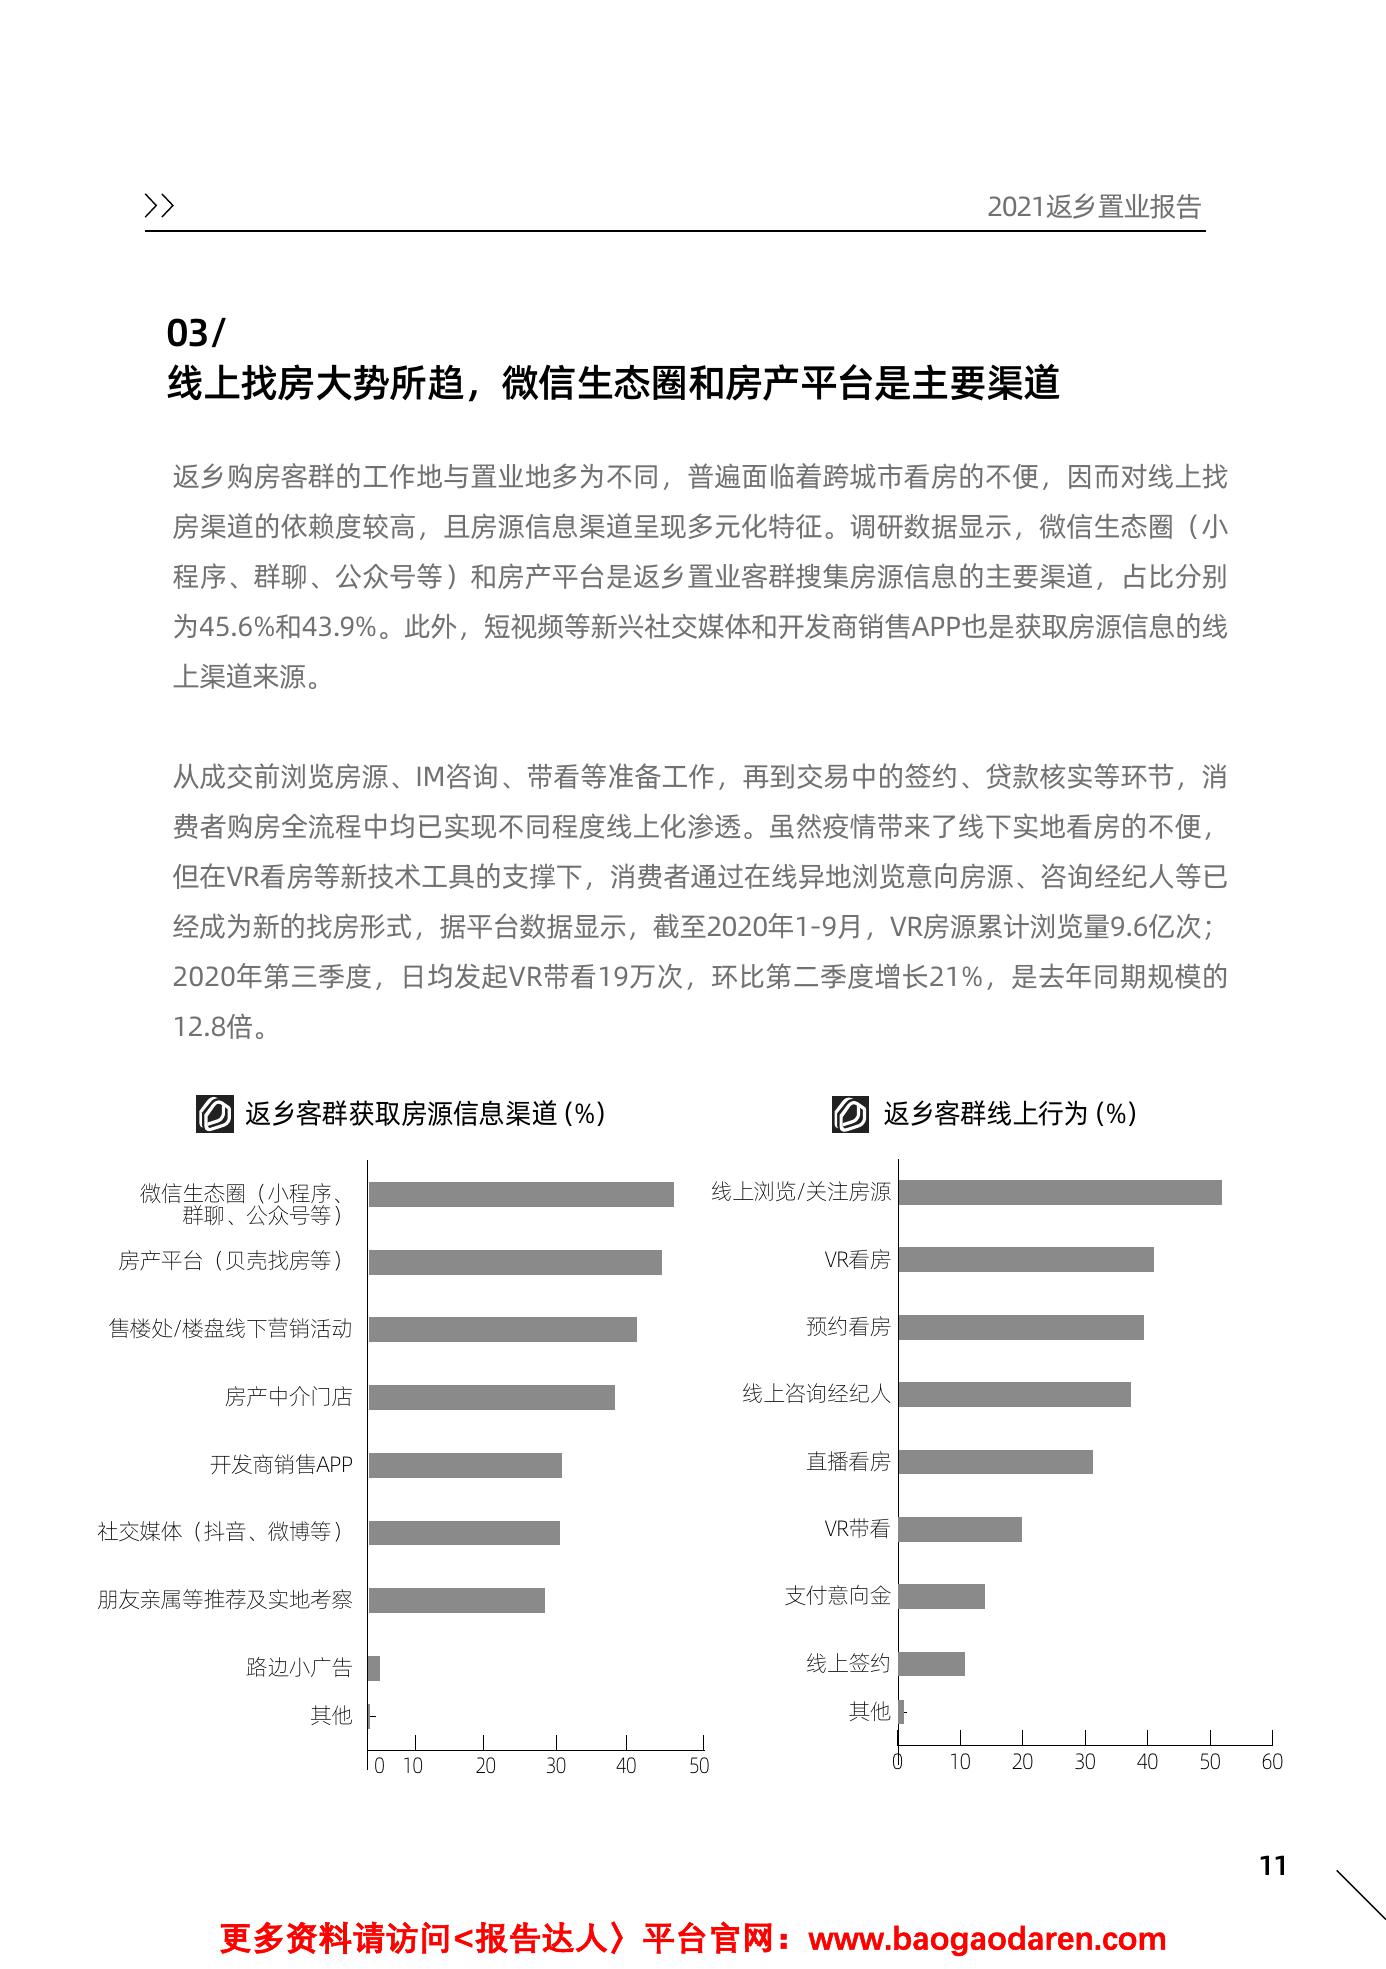 2021返乡置业报告
03/
线上找房大势所趋，微信生态圈和房产平台是主要渠道
返乡购房客群的工作地与置业地多为不同，普遍面临着跨城市看房的不便，因而对线上找
房渠道的依赖度较高，且房源信息渠道呈现多元化特征。调研数据显示，微信生态圈（小
程序、群聊、公众号等）和房产平台是返乡置业客群搜集房源信息的主要渠道，占比分别
为45.6%和43.9%。此外，短视频等新兴社交媒体和开发商销售APP也是获取房源信息的线
上渠道来源。
从成交前浏览房源、IM咨询、带看等准备工作，再到交易中的签约、贷款核实等环节，消
费者购房全流程中均已实现不同程度线上化渗透。虽然疫情带来了线下实地看房的不便，
但在VR看房等新技术工具的支撑下，消费者通过在线异地浏览意向房源、咨询经纪人等已
经成为新的找房形式，据平台数据显示，截至2020年1-9月，VR房源累计浏览量9.6亿次；
2020年第三季度，日均发起VR带看19万次，环比第二季度增长21%，是去年同期规模的
12.8倍。
返乡客群获取房源信息渠道 (%)
微信生态圈（小程序、
群聊、公众号等）
房产平台（贝壳找房等）
售楼处/楼盘线下营销活动
房产中介门店
开发商销售APP
社交媒体（抖音、微博等）
朋友亲属等推荐及实地考察
路边小广告
其他
0 10 20 30 40 50
返乡客群线上行为 (%)
线上浏览/关注房源
VR看房
预约看房
线上咨询经纪人
直播看房
VR带看
支付意向金
线上签约
其他
0 10 20 30 40 50 60
11
更多资料请访问<报告达人〉平台官网：www.baogaodaren.com